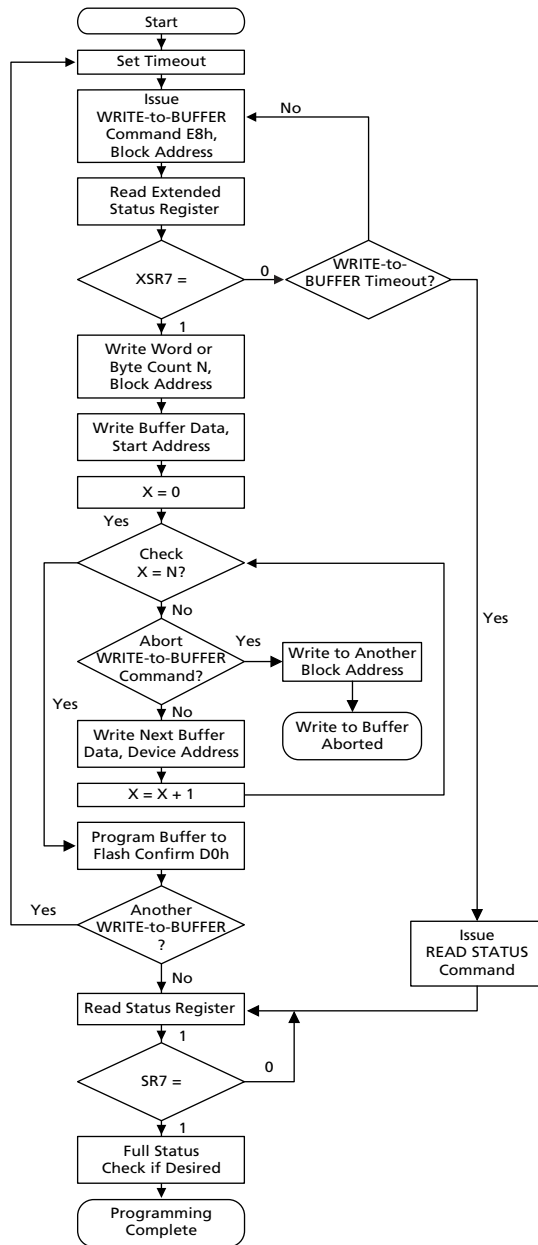 Start
Set Timeout
Issue
WRITE-to-BUFFER
Command E8h,
Block Address
No
Read Extended
Status Register
XSR7 =
0
WRITE-to-
BUFFER Timeout?
1
Write Word or
Byte Count N,
Block Address
Write Buffer Data,
Start Address
X = 0
Yes
Check
X = N?
No
Yes
Abort
WRITE-to-BUFFER
Command?
Yes
Write to Another
Block Address
Yes
No
Write to Buffer
Aborted
Write Next Buffer
Data, Device Address
X = X + 1
Program Buffer to
Flash Confirm D0h
Yes
Another
WRITE-to-BUFFER
?
Issue
READ STATUS
Command
No
Read Status Register
1
SR7 =
0
1
Full Status
Check if Desired
Programming
Complete